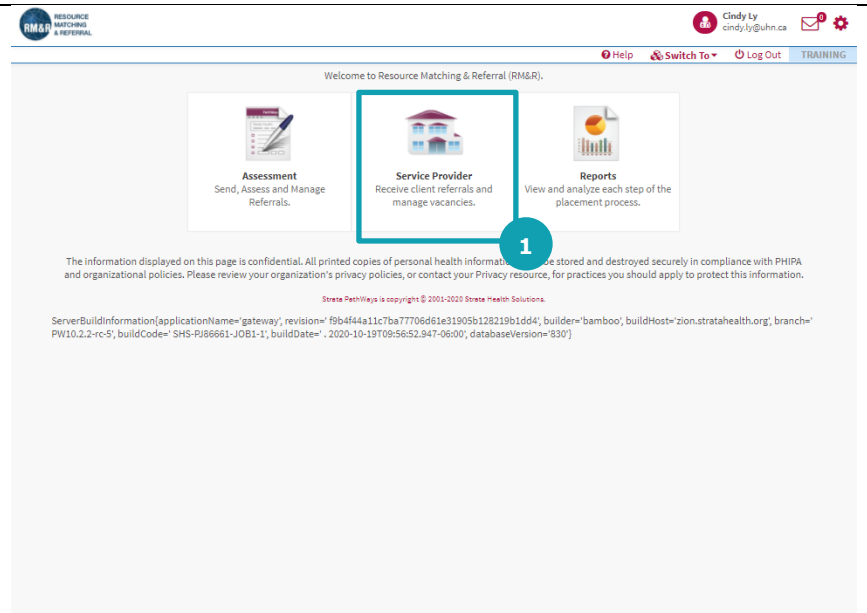 RM&R
RESOURCE
MATCHING
& REFERRAL
Cindy Ly
cindy.ly@uhn.ca
0
Help Switch To Log Out TRAINING
Welcome to Resource Matching & Referral (RM&R).
Assessment
Send, Assess and Manage
Referrals.
Service Provider
Receive client referrals and
manage vacancies.
Reports
View and analyze each step of the
placement process.
1
The information displayed on this page is confidential. All printed copies of personal health informati be stored and destroyed securely in compliance with PHIPA
and organizational policies. Please review your organization's privacy policies, or contact your Privacy resource, for practices you should apply to protect this information.
Strata PathWays is copyright © 2001-2020 Strata Health Solutions.
ServerBuildInformation{applicationName='gateway', revision=' f9b4f44a11c7ba77706d61e31905b128219b1dd4', builder='bamboo', buildHost='zion.stratahealth.org', branch='
PW10.2.2-rc-5', buildCode=' SHS-PJ86661-JOB1-1', buildDate=' . 2020-10-19T09:56:52.947-06:00', databaseVersion='830'}